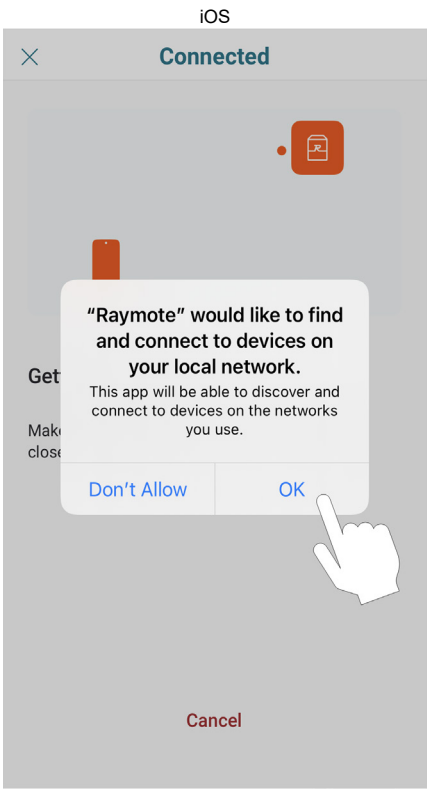 iOS
Connected
“Raymote” would like to find
and connect to devices on
your local network.
This app will be able to discover and
connect to devices on the networks
you use.
Get
Mak
close
Don't Allow
OK
Cancel